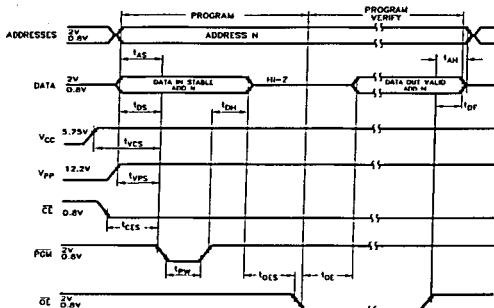 PROGRAM
PROGRAM VERIFY
ADDRESSES 2V 0.8V
ADDRESS N
tAS
tAH
DATA 2V 0.8V
DATA IN STABLE ADD N
HI-Z
DATA OUT VALID ADD N
tDS
tDH
tDF
VCC 5.75V
tVCS
VPP 12.2V
tVPS
CE 0.8V
tCES
PGM 2V 0.8V
tPW
tOES
tOE
OE 2V 0.8V